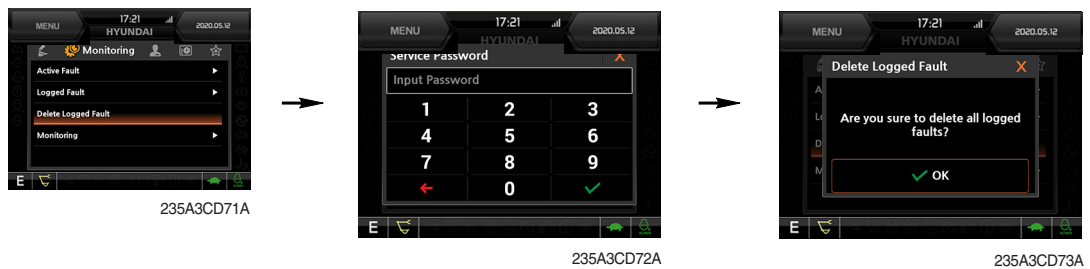 MENU
17:21
HYUNDAI
2020.05.12
Monitoring
Active Fault
Logged Fault
Delete Logged Fault
Monitoring
E
235A3CD71A
MENU
17:21
HYUNDAI
2020.05.12
Service Password
X
Input Password
1 2 3
4 5 6
7 8 9
0
E
235A3CD72A
MENU
17:21
HYUNDAI
2020.05.12
Delete Logged Fault
X
A
Lo
D
M
Are you sure to delete all logged
faults?
OK
E
235A3CD73A